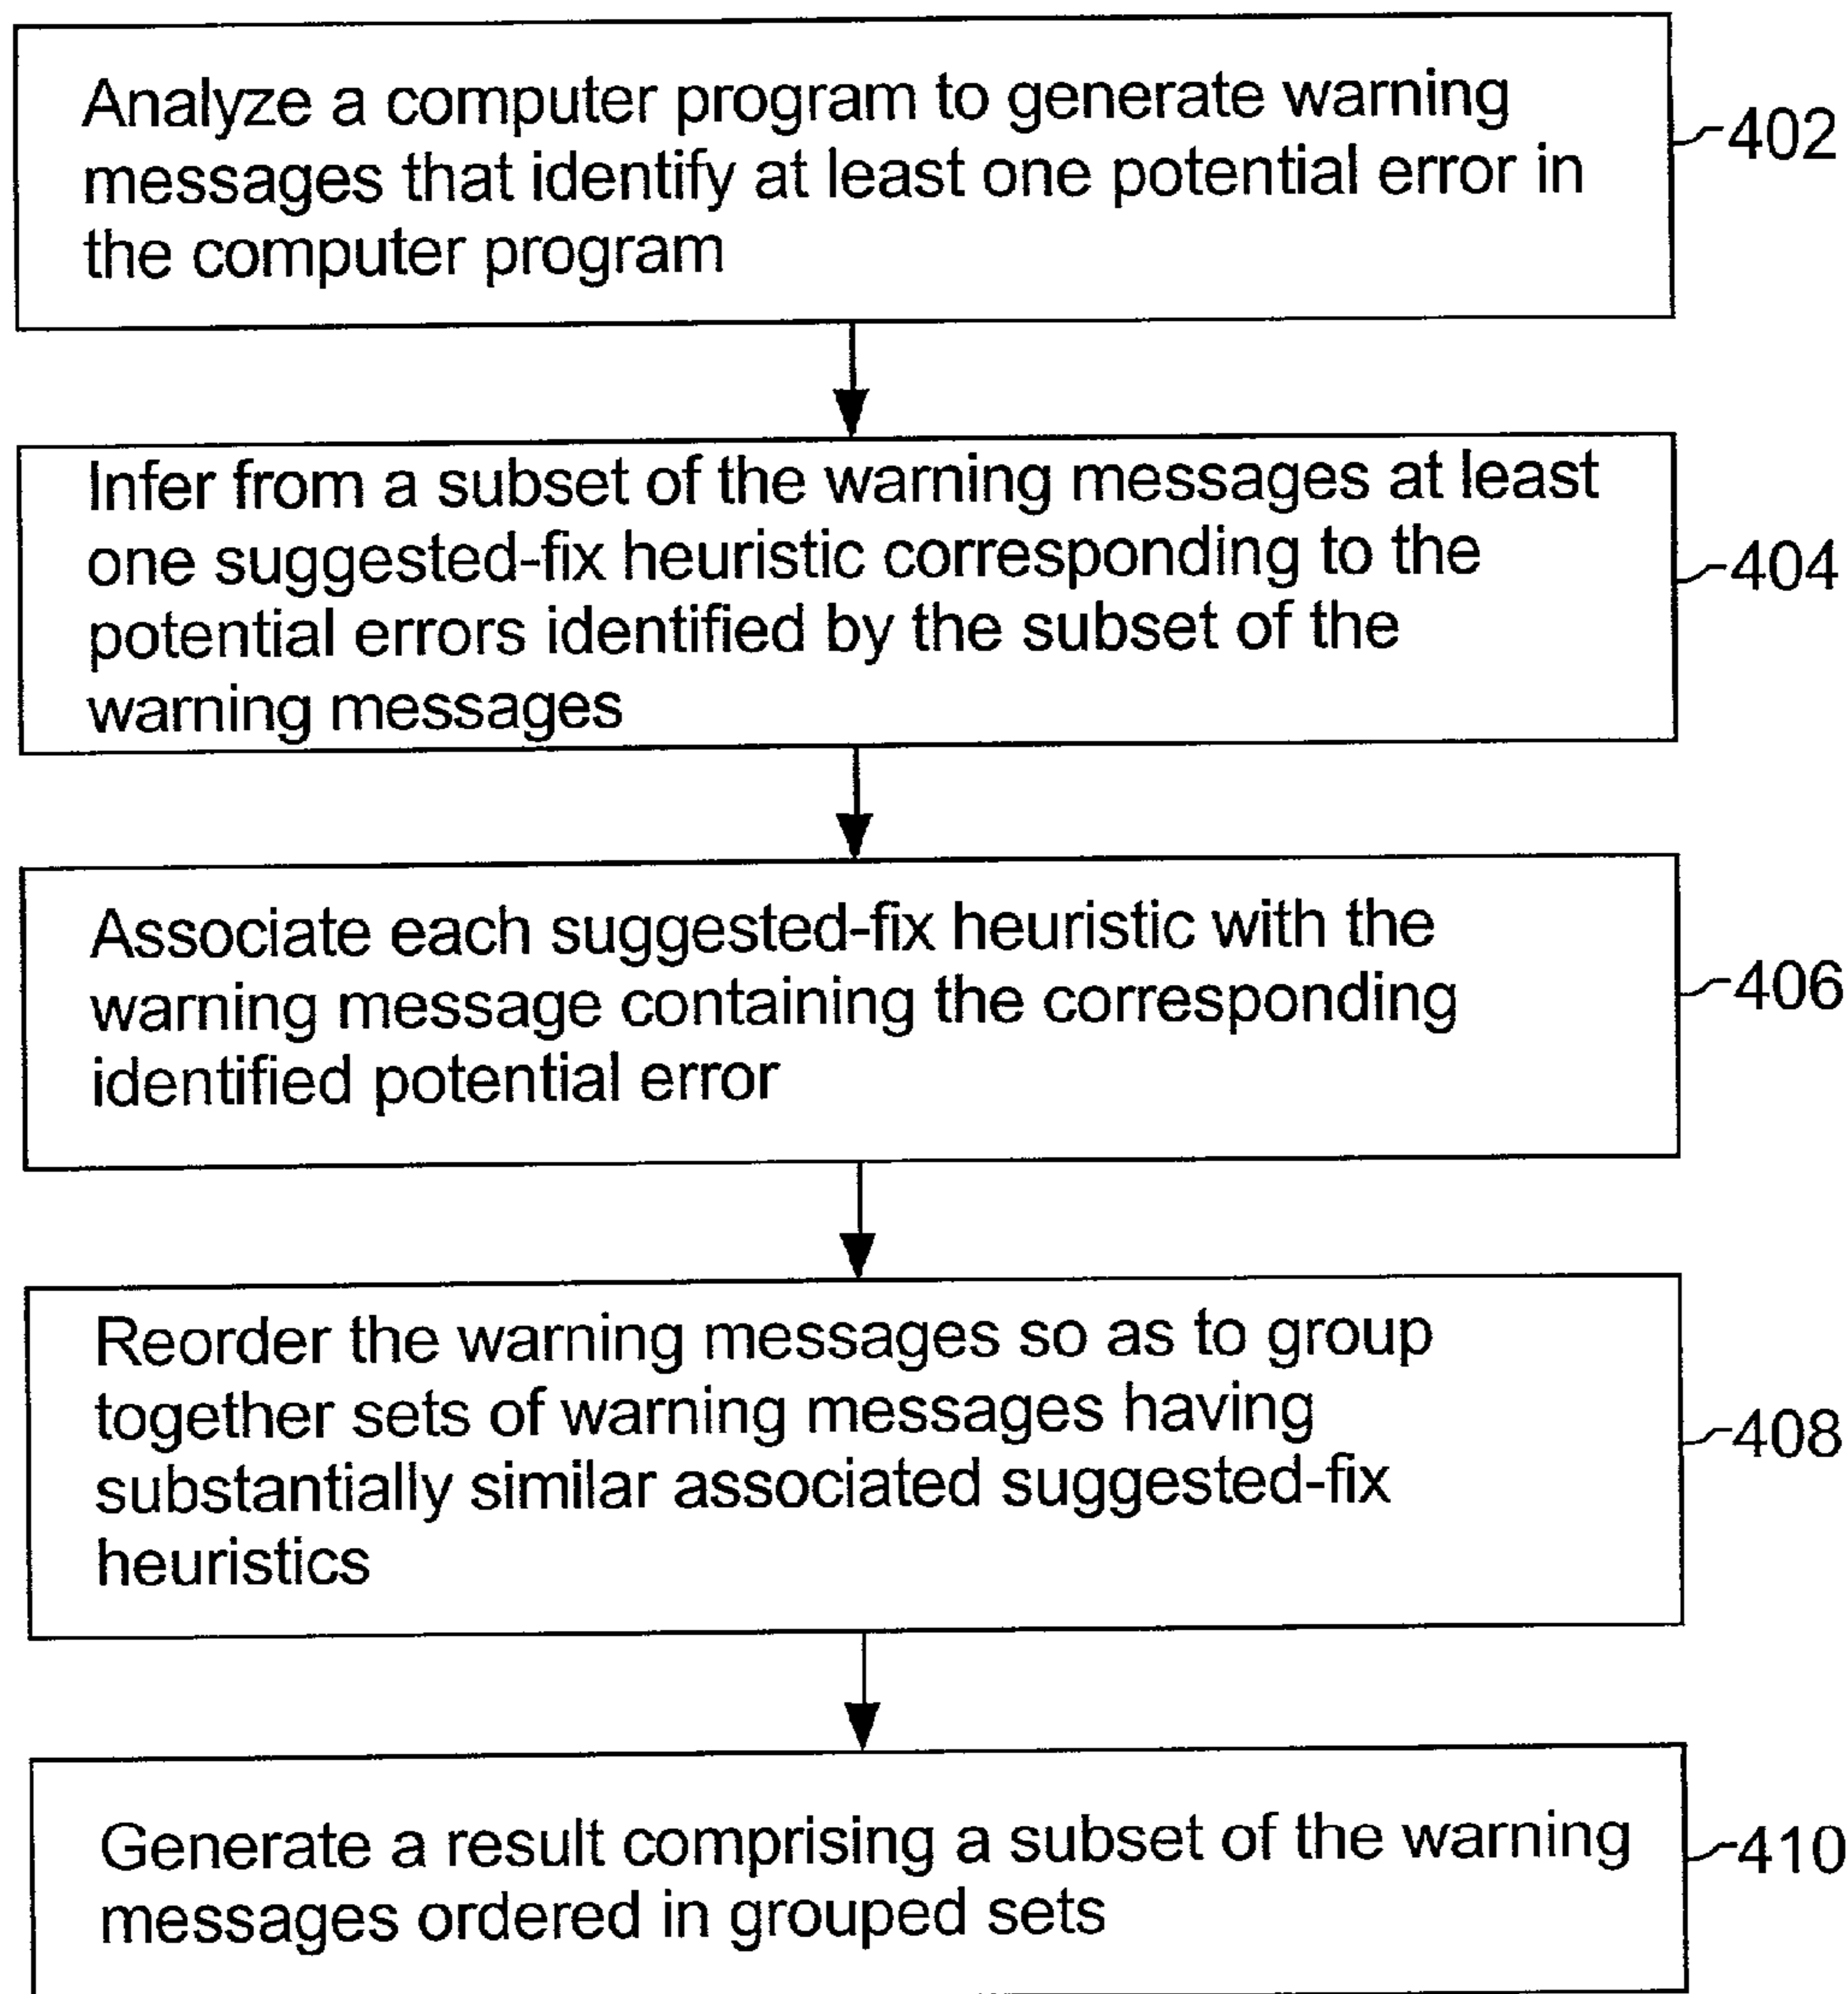 Analyze a computer program to generate warning
messages that identify at least one potential error in
the computer program
402
Infer from a subset of the warning messages at least
one suggested-fix heuristic corresponding to the
potential errors identified by the subset of the
warning messages
404
Associate each suggested-fix heuristic with the
warning message containing the corresponding
identified potential error
406
Reorder the warning messages so as to group
together sets of warning messages having
substantially similar associated suggested-fix
heuristics
408
Generate a result comprising a subset of the warning
messages ordered in grouped sets
410